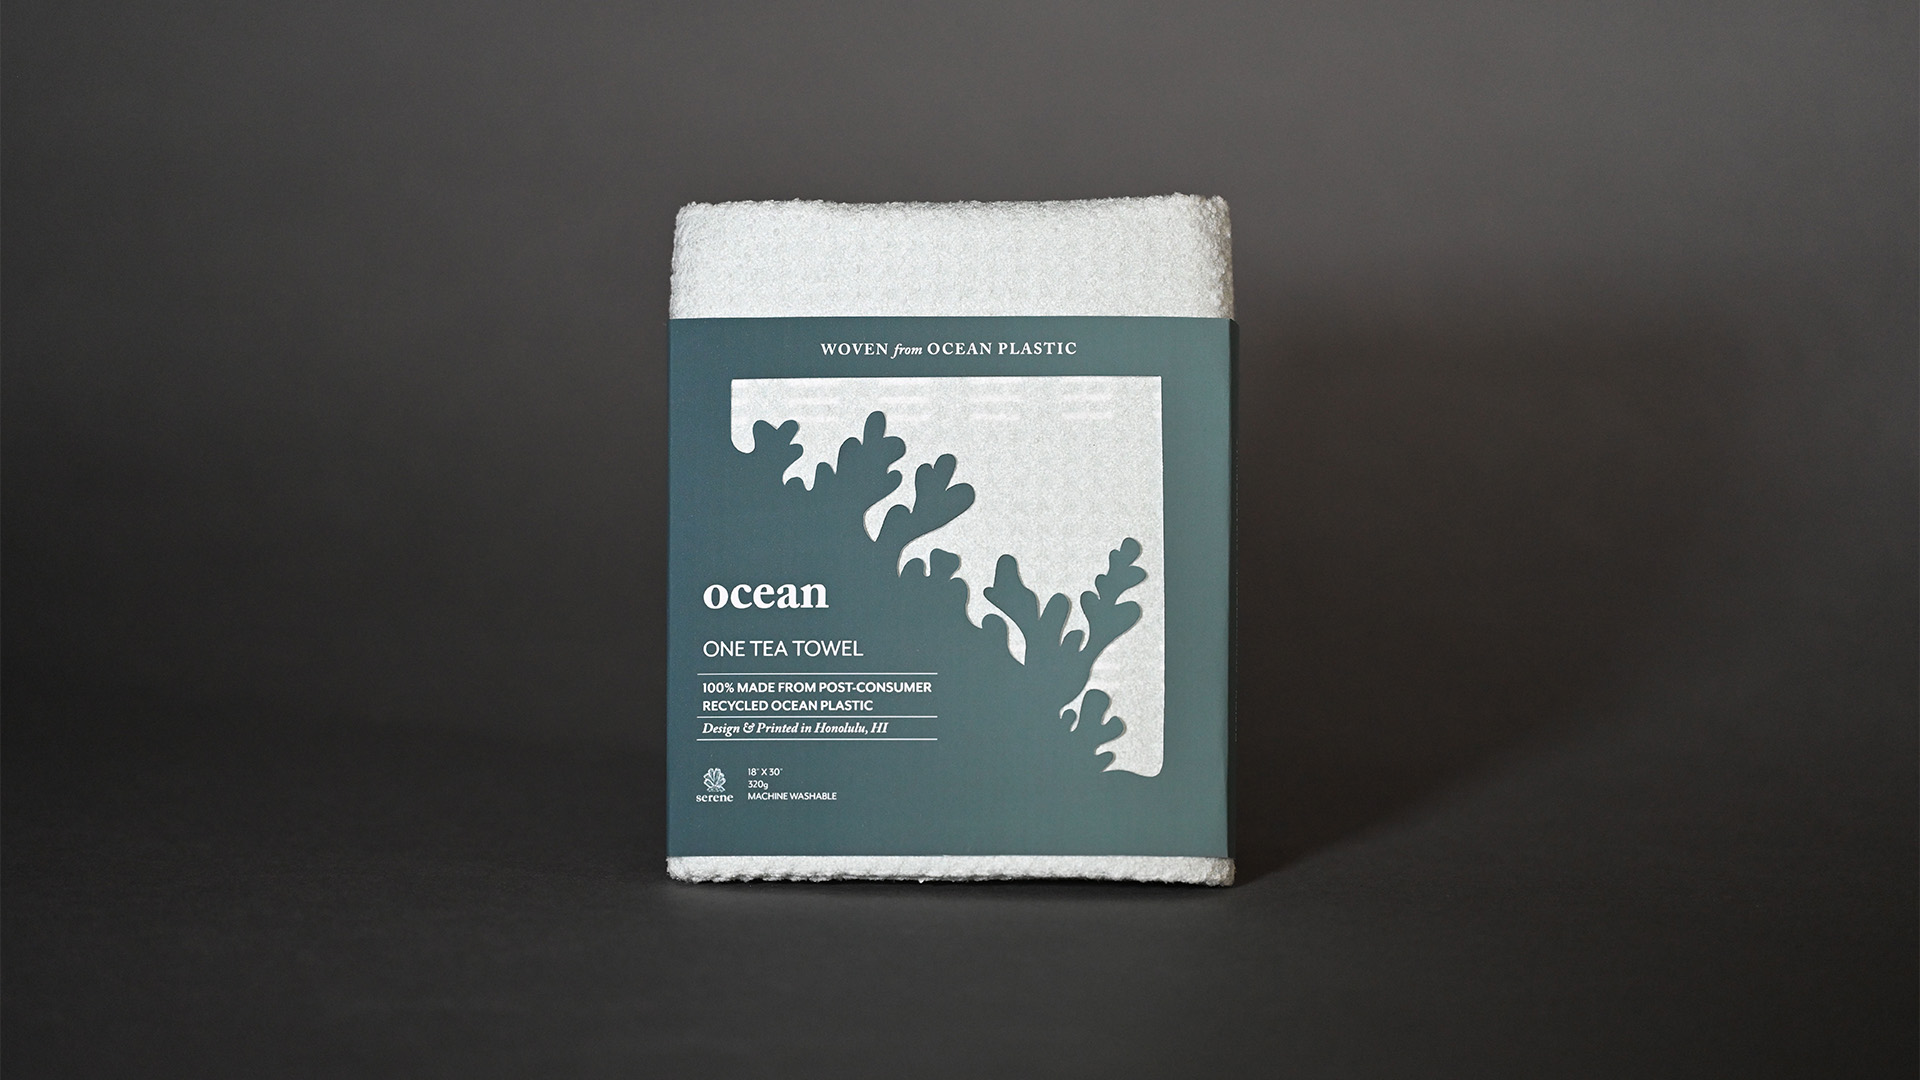 WOVEN from OCEAN PLASTIC
ocean
ONE TEA TOWEL
100% MADE FROM POST-CONSUMER
RECYCLED OCEAN PLASTIC
Design & Printed in Honolulu, HI
serene
18" X 30"
320g
MACHINE WASHABLE